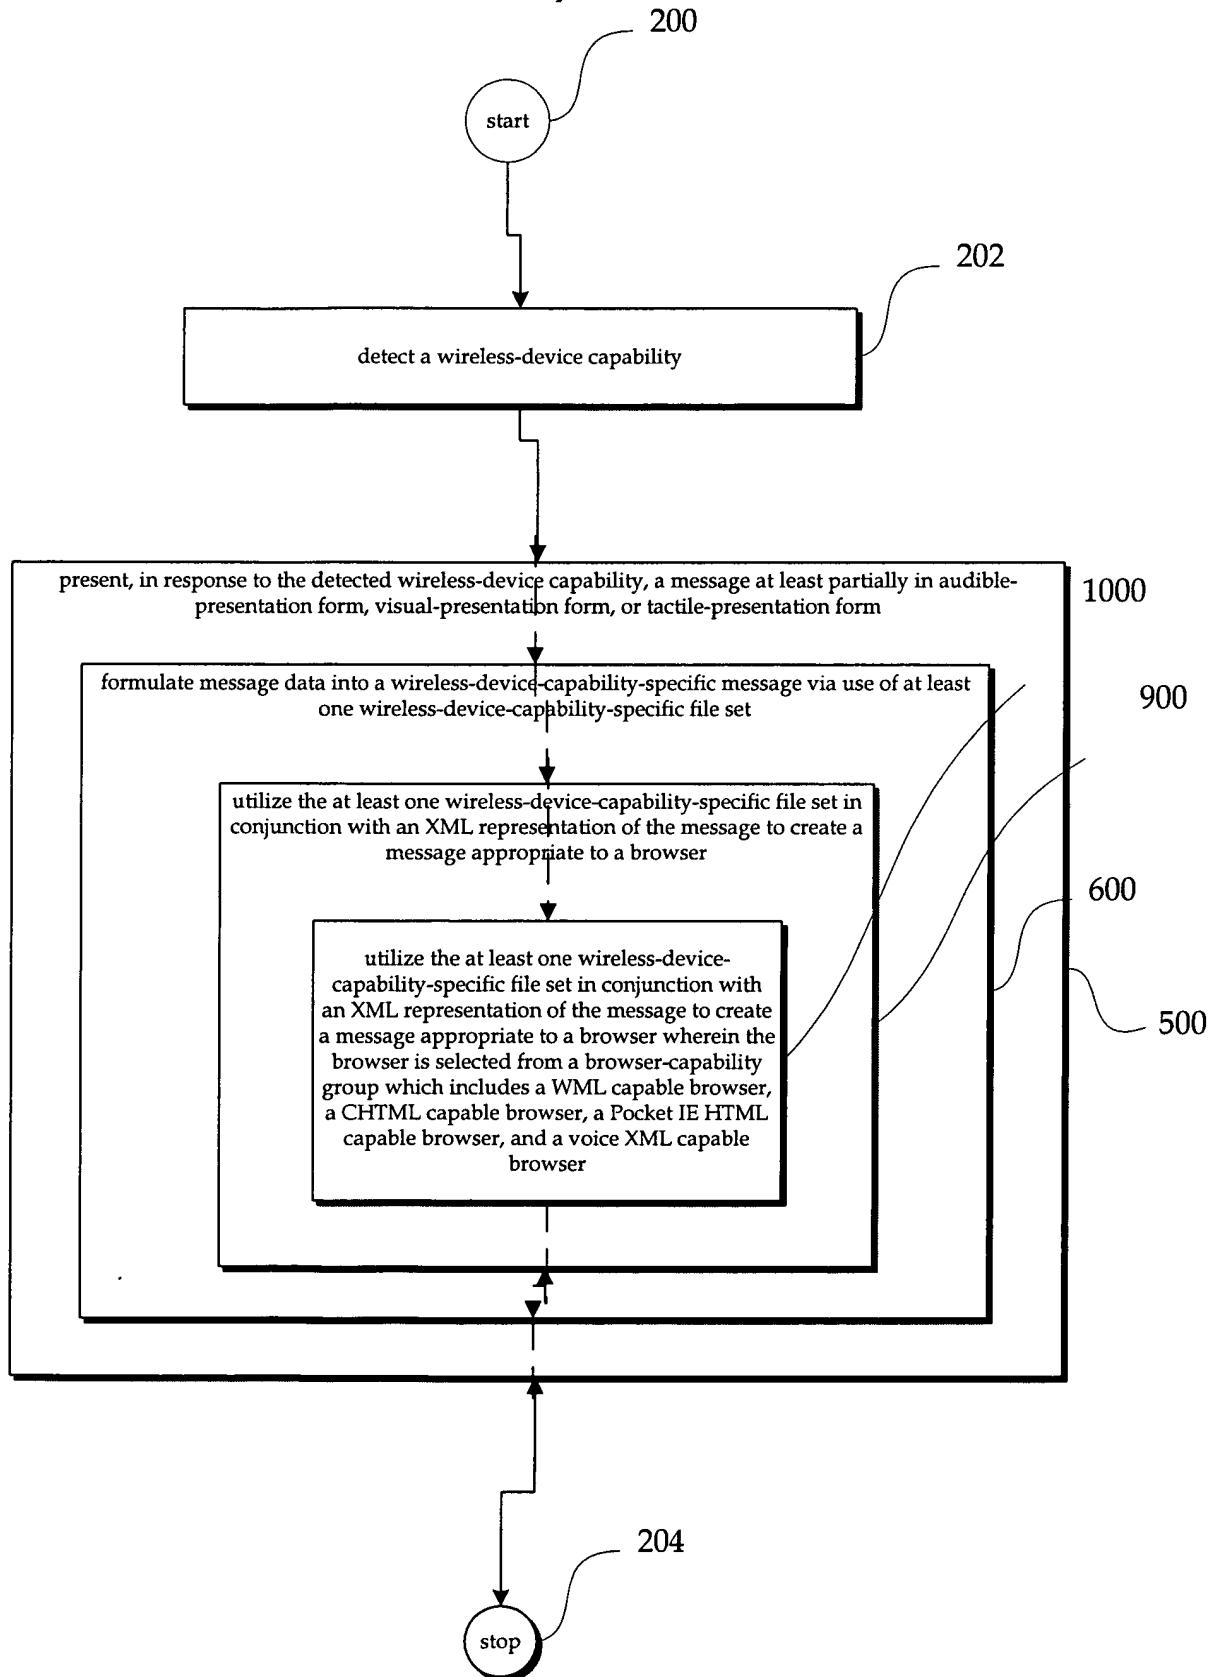 200
start
202
detect a wireless-device capability
present, in response to the detected wireless-device capability, a message at least partially in audible-
presentation form, visual-presentation form, or tactile-presentation form
1000
formulate message data into a wireless-device-capability-specific message via use of at least
one wireless-device-capability-specific file set
900
utilize the at least one wireless-device-capability-specific file set in
conjunction with an XML representation of the message to create a
message appropriate to a browser
600
utilize the at least one wireless-device-
capability-specific file set in conjunction with
an XML representation of the message to create
a message appropriate to a browser wherein the
browser is selected from a browser-capability
group which includes a WML capable browser,
a CHTML capable browser, a Pocket IE HTML
capable browser, and a voice XML capable
browser
500
204
stop